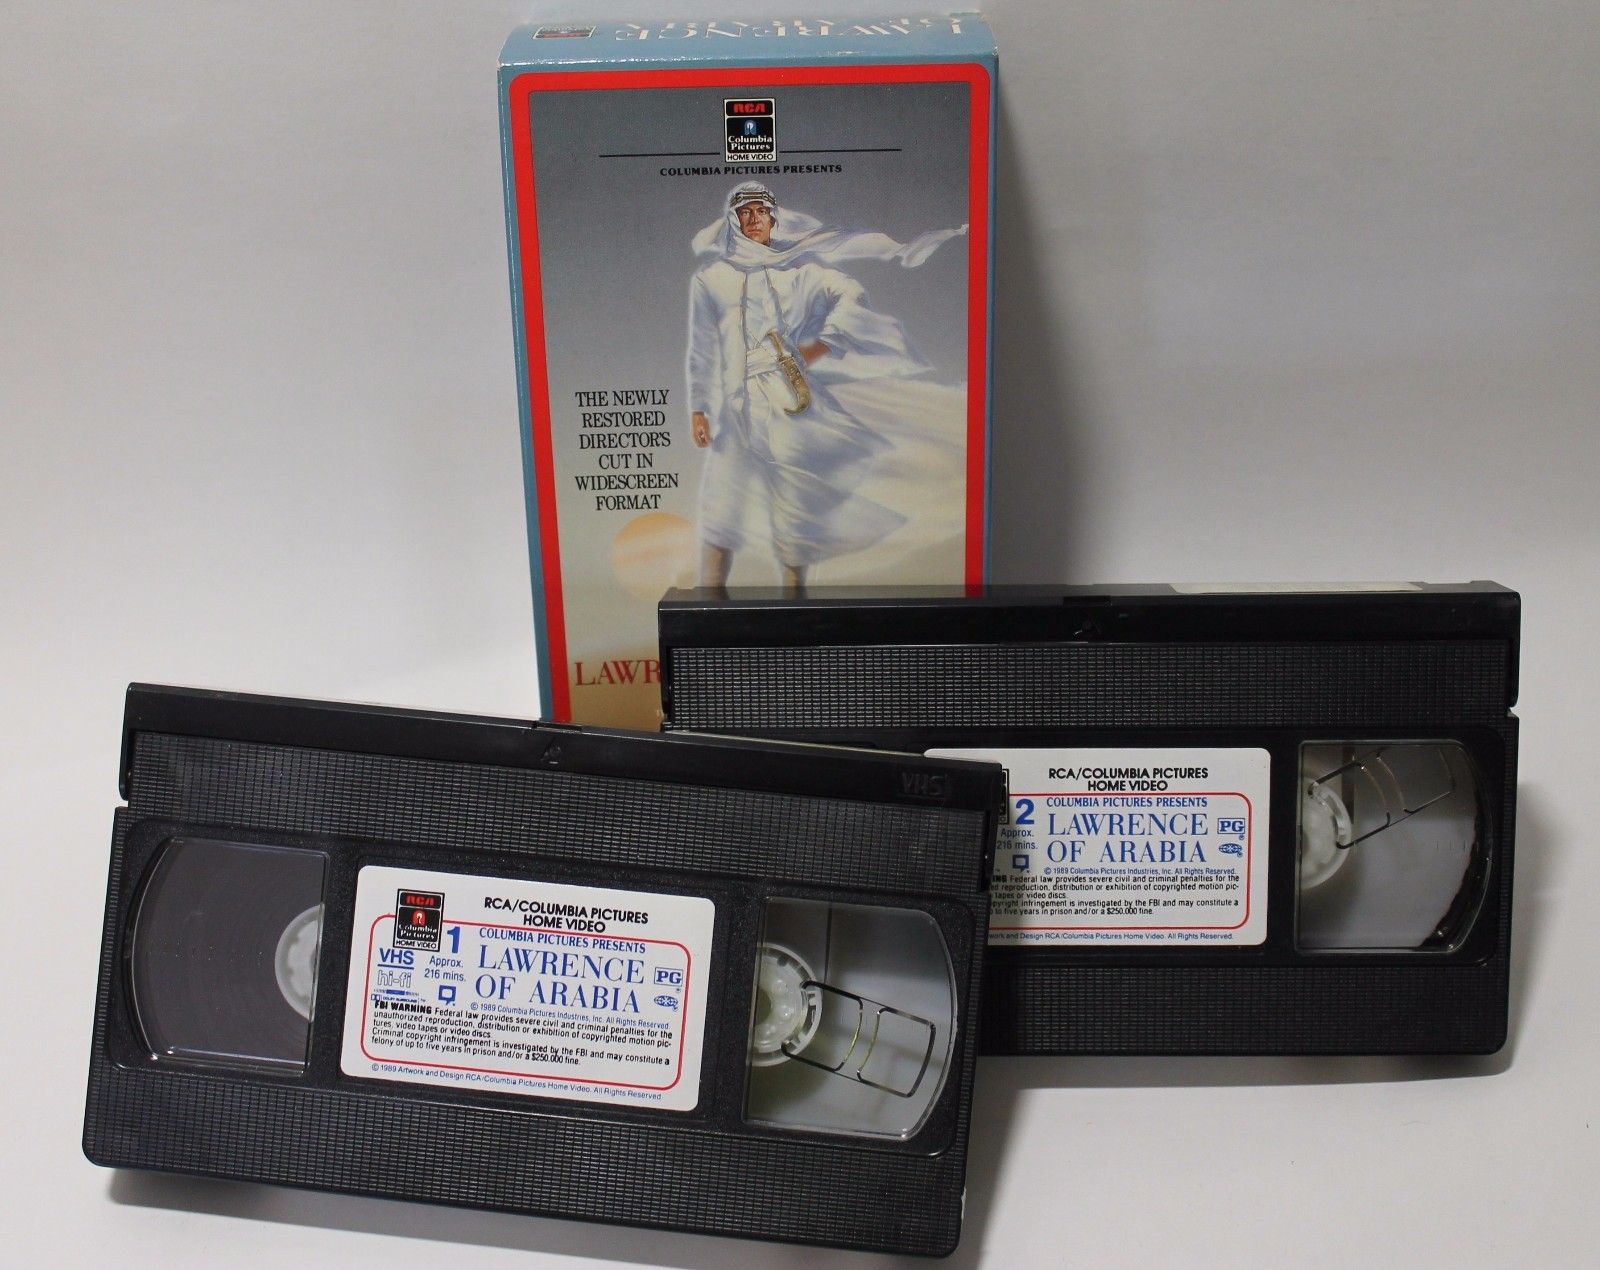 LAWRENCE
OF ARABIA
RCA
Columbia
Pictures
HOME VIDEO
COLUMBIA PICTURES PRESENTS
THE NEWLY
RESTORED
DIRECTOR'S
CUT IN
WIDESCREEN
FORMAT
LAWR
RCA/COLUMBIA PICTURES
HOME VIDEO
2
COLUMBIA PICTURES PRESENTS
Approx.
216 mins.
LAWRENCE
OF ARABIA
PG
© 1989 Columbia Pictures Industries, Inc. All Rights Reserved.
ING Federal law provides severe civil and criminal penalties for the
ed reproduction, distribution or exhibition of copyrighted motion pic-
tapes or video discs.
opyright infringement is investigated by the FBI and may constitute a
to five years in prison and/or a $250,000 fine.
work and Design RCA/Columbia Pictures Home Video. All Rights Reserved.
VHS
RCA
Columbia
Pictures
HOME VIDEO
RCA/COLUMBIA PICTURES
HOME VIDEO
1
COLUMBIA PICTURES PRESENTS
VHS
hi-fi
DOLBY SURROUND
Approx.
216 mins.
LAWRENCE
OF ARABIA
PG
© 1989 Columbia Pictures Industries, Inc. All Rights Reserved.
FBI WARNING Federal law provides severe civil and criminal penalties for the
unauthorized reproduction, distribution or exhibition of copyrighted motion pic-
tures, video tapes or video discs.
Criminal copyright infringement is investigated by the FBI and may constitute a
felony of up to five years in prison and/or a $250,000 fine.
© 1989 Artwork and Design RCA/Columbia Pictures Home Video. All Rights Reserved